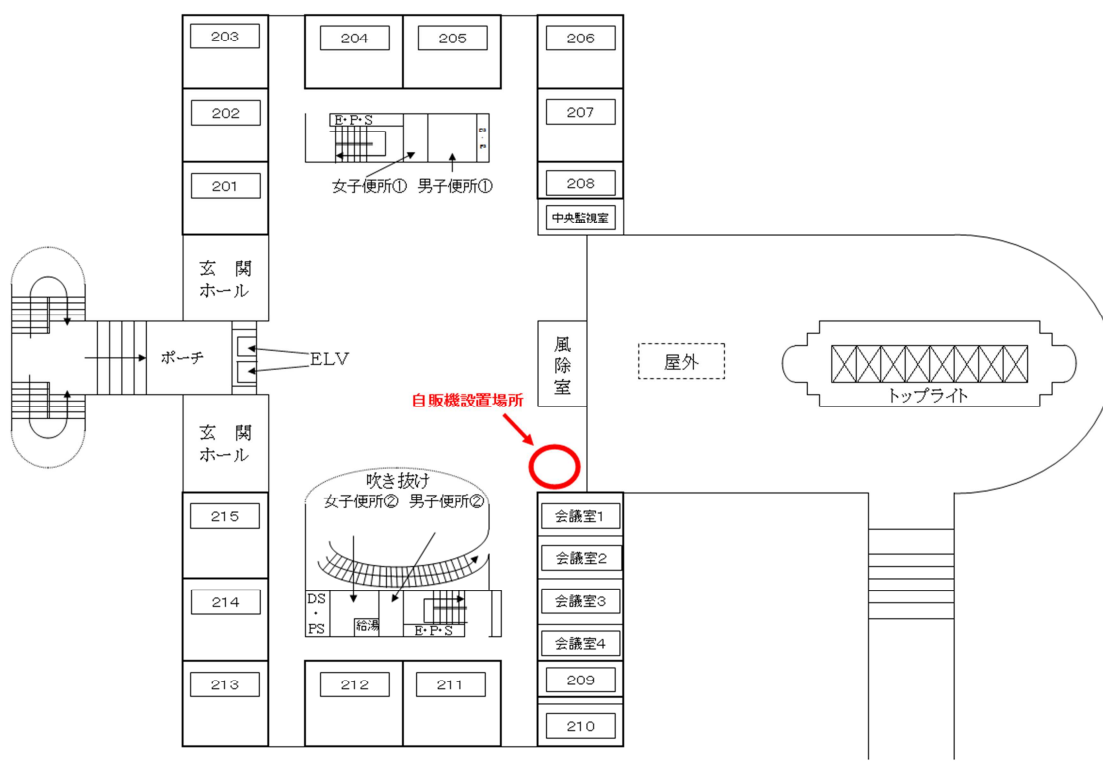 203
204
205
206
202
207
E・P・S
201
女子便所①
男子便所①
208
中央監視室
玄 関
ホール
ポーチ
ELV
風
除
室
屋外
トップライト
自販機設置場所
玄 関
ホール
吹き抜け
女子便所②
男子便所②
215
会議室1
会議室2
214
DS
・
PS
給湯
E・P・S
会議室3
会議室4
213
212
211
209
210